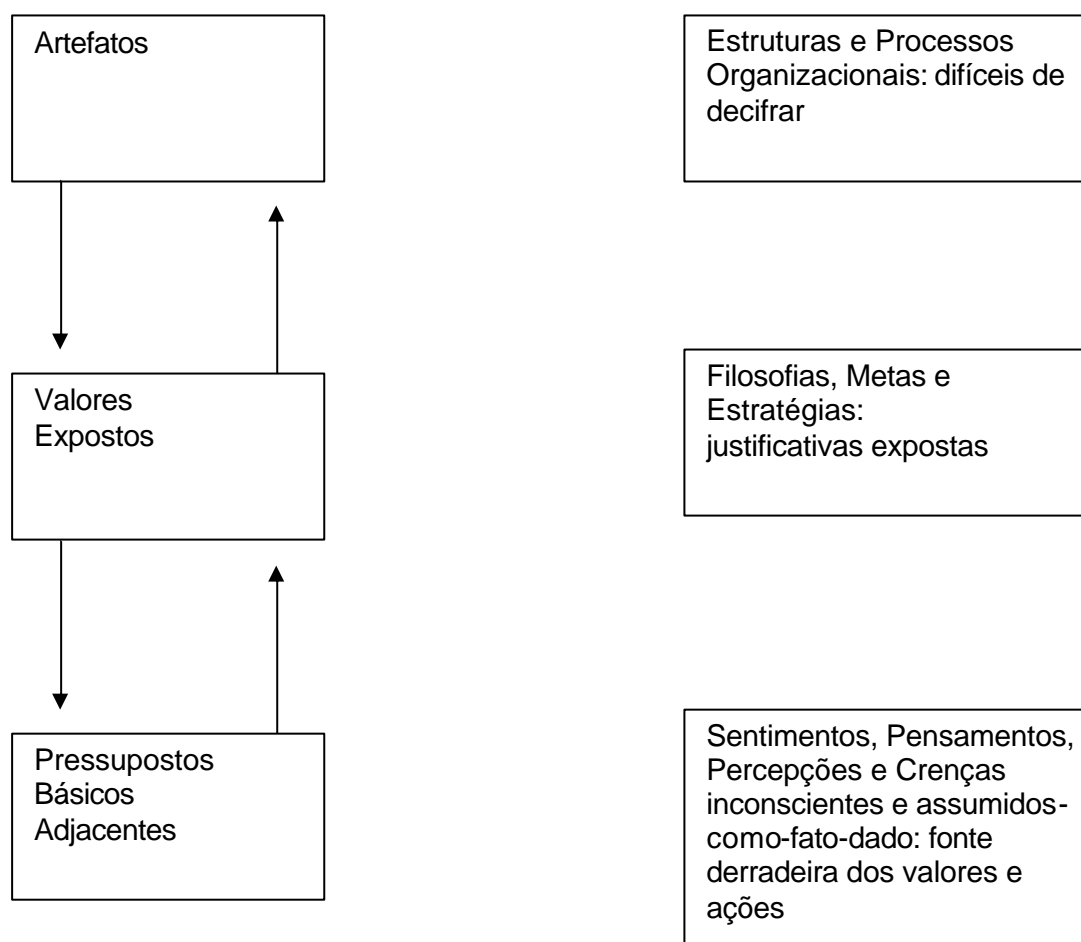 Artefatos
Estruturas e Processos
Organizacionais: difíceis de
decifrar
Valores
Expostos
Filosofias, Metas e
Estratégias:
justificativas expostas
Pressupostos
Básicos
Adjacentes
Sentimentos, Pensamentos,
Percepções e Crenças
inconscientes e assumidos-
como-fato-dado: fonte
derradeira dos valores e
ações